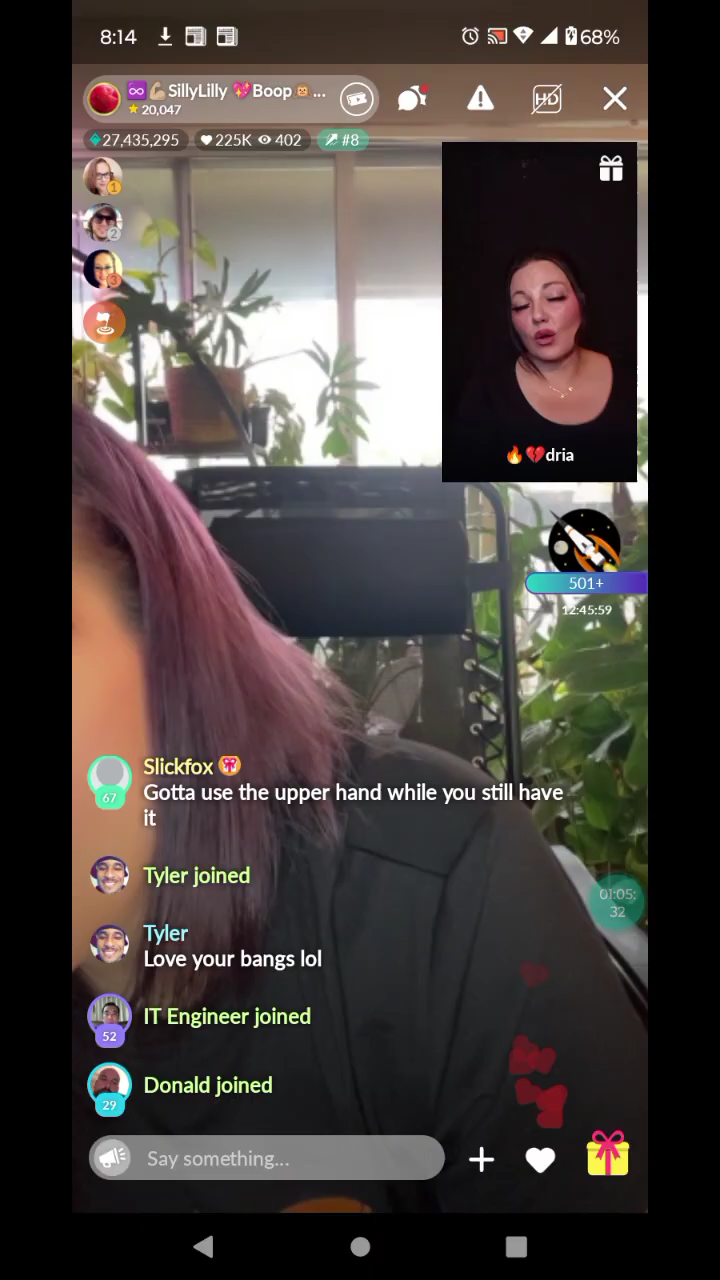 8:14
68%
♾️💪🏼SillyLilly 💖Boop🙉...
⭐20,047
HD
27,435,295
225K
402
#8
1
2
3
🔥💔dria
501+
12:45:59
Slickfox
67
Gotta use the upper hand while you still have
it
Tyler joined
01:05:
32
Tyler
Love your bangs lol
IT Engineer joined
52
Donald joined
29
Say something...